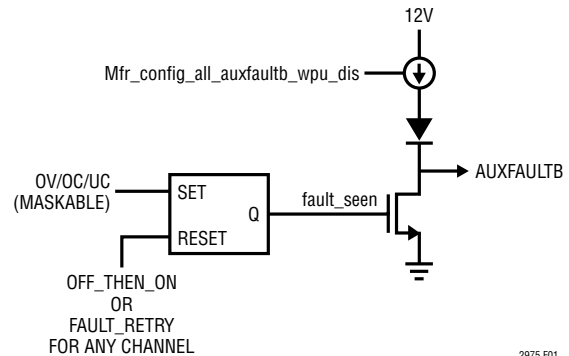 12V
Mfr_config_all_auxfaultb_wpu_dis
AUXFAULTB
OV/OC/UC
(MASKABLE)
SET
Q
fault_seen
RESET
OFF_THEN_ON
OR
FAULT_RETRY
FOR ANY CHANNEL
2975 F01